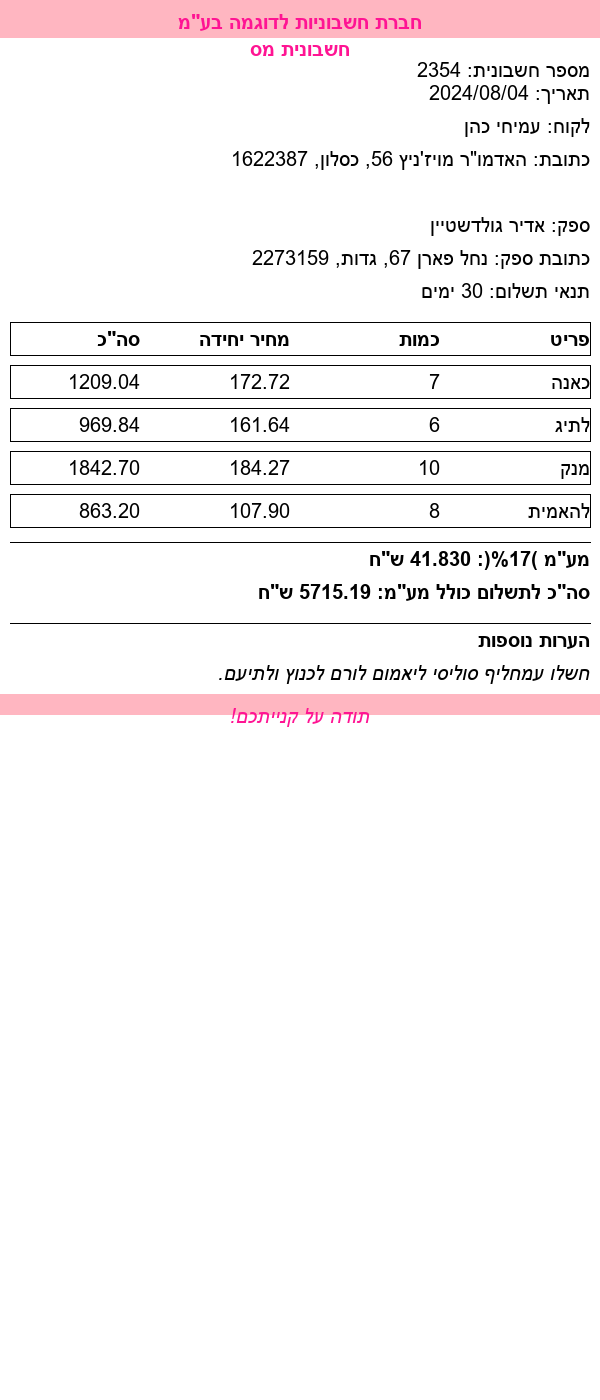 חברת חשבוניות לדוגמה בע"מ
חשבונית מס
מספר חשבונית: 2354
תאריך: 2024/08/04
לקוח: עמיחי כהן
כתובת: האדמו"ר מויז'ניץ 56, כסלון, 1622387
ספק: אדיר גולדשטיין
כתובת ספק: נחל פארן 67, גדות, 2273159
תנאי תשלום: 30 ימים
פריט כמות מחיר יחידה סה"כ
כאנה 7 172.72 1209.04
לתיג 6 161.64 969.84
מנק 10 184.27 1842.70
להאמית 8 107.90 863.20
מע"מ )17%(: 41.830 ש"ח
סה"כ לתשלום כולל מע"מ: 5715.19 ש"ח
הערות נוספות
חשלו עמחליף סוליסי ליאמום לורם לכנוץ ולתיעם.
תודה על קנייתכם!